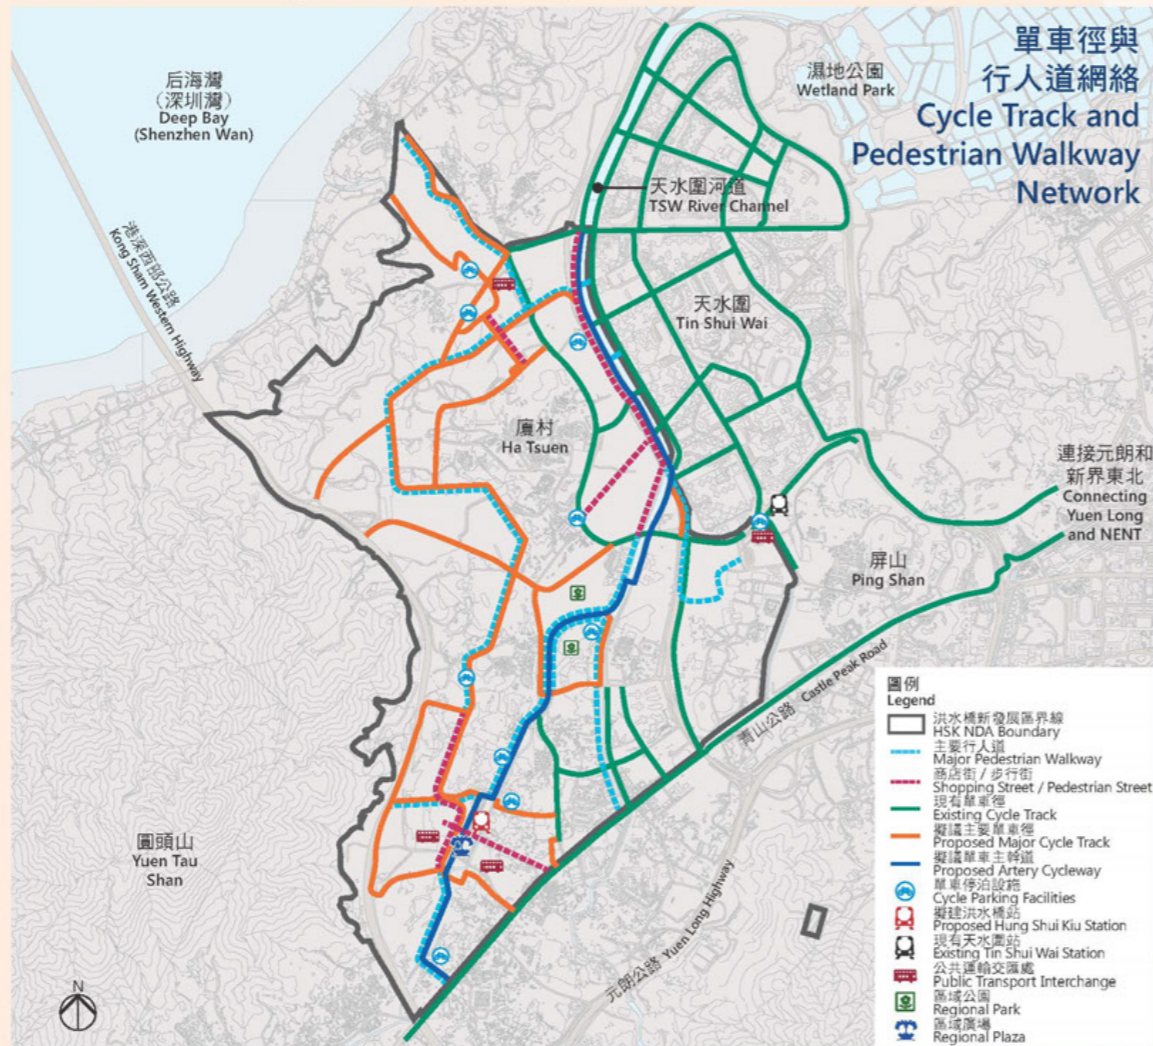 單車徑與
行人道網絡
Cycle Track and
Pedestrian Walkway
Network
后海灣
（深圳灣）
Deep Bay
(Shenzhen Wan)
濕地公園
Wetland Park
天水圍河道
TSW River Channel
港深西部公路
Kong Sham Western Highway
天水圍
Tin Shui Wai
廈村
Ha Tsuen
連接元朗和
新界東北
Connecting
Yuen Long
and NENT
屏山
Ping Shan
青山公路 Castle Peak Road
圓頭山
Yuen Tau
Shan
元朗公路 Yuen Long Highway
N
圖例
Legend
洪水橋新發展區界線
HSK NDA Boundary
主要行人道
Major Pedestrian Walkway
商店街 / 步行街
Shopping Street / Pedestrian Street
現有單車徑
Existing Cycle Track
擬議主要單車徑
Proposed Major Cycle Track
擬議單車主幹道
Proposed Artery Cycleway
單車停泊設施
Cycle Parking Facilities
擬建洪水橋站
Proposed Hung Shui Kiu Station
現有天水圍站
Existing Tin Shui Wai Station
公共運輸交匯處
Public Transport Interchange
區域公園
Regional Park
區域廣場
Regional Plaza